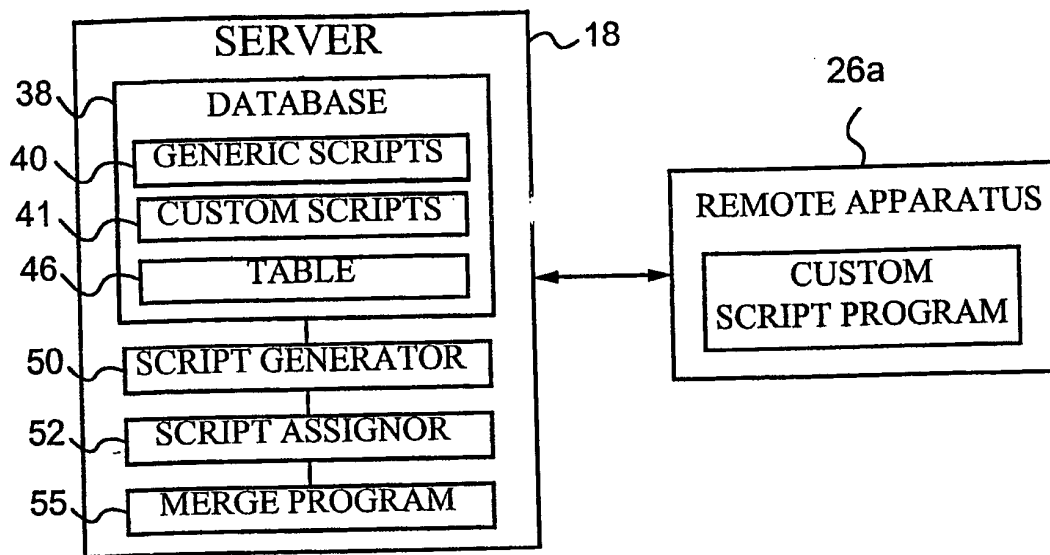 SERVER
18
38
DATABASE
40
GENERIC SCRIPTS
41
CUSTOM SCRIPTS
46
TABLE
50
SCRIPT GENERATOR
52
SCRIPT ASSIGNOR
55
MERGE PROGRAM
26a
REMOTE APPARATUS
CUSTOM
SCRIPT PROGRAM